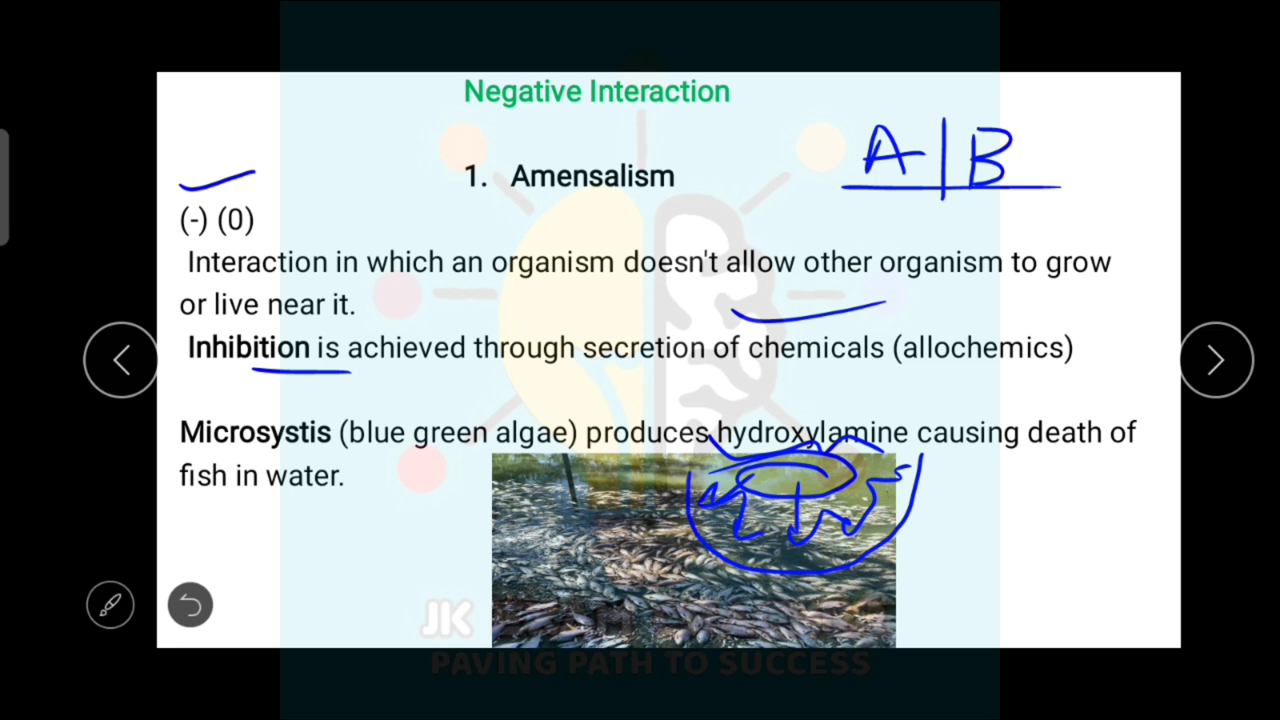 Negative Interaction
A | B
1. Amensalism
(-) (0)
Interaction in which an organism doesn't allow other organism to grow
or live near it.
Inhibition is achieved through secretion of chemicals (allochemics)
Microsystis (blue green algae) produces hydroxylamine causing death of
fish in water.
JK
PAVING PATH TO SUCCESS